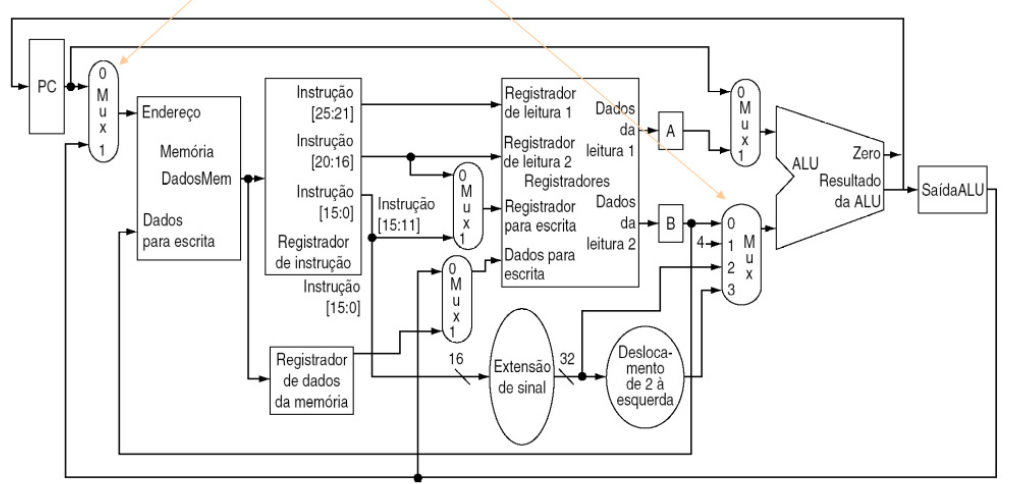 PC
0
M
u
x
1
Endereço
Memória
DadosMem
Dados
para escrita
Instrução
[25:21]
Instrução
[20:16]
Instrução
[15:0]
Registrador
de instrução
Instrução
[15:0]
Instrução
[15:11]
0
M
u
x
1
0
M
u
x
1
Registrador
de dados
da memória
Registrador
de leitura 1
Registrador
de leitura 2
Registradores
Registrador
para escrita
Dados para
escrita
Dados
da
leitura 1
Dados
da
leitura 2
16
Extensão
de sinal
32
Desloca-
mento
de 2 à
esquerda
A
B
4
0
M
u
x
1
0
1
2
3
M
u
x
ALU
Zero
Resultado
da ALU
SaídaALU